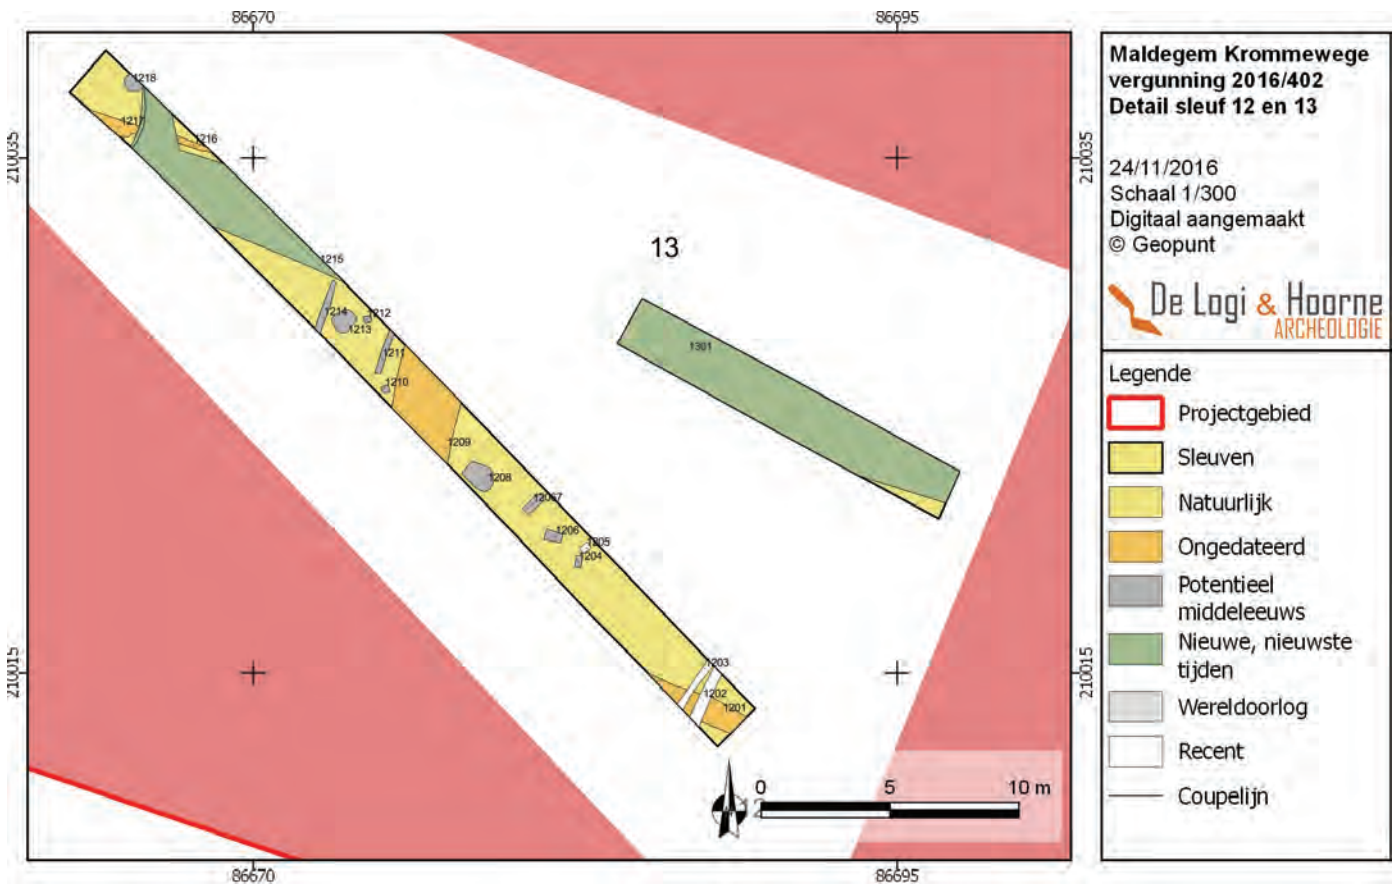 86670
86695
210035
210035
210015
210015
86670
86695
1218
1217
1216
1215
1214
1213
1212
1211
1210
1209
1208
12067
1206
1205
1204
1203
1202
1201
13
1301
0 5 10 m
Maldegem Krommewege
vergunning 2016/402
Detail sleuf 12 en 13
24/11/2016
Schaal 1/300
Digitaal aangemaakt
© Geopunt
De Logi & Hoorne
ARCHEOLOGIE
Legende
Projectgebied
Sleuven
Natuurlijk
Ongedateerd
Potentieel
middeleeuws
Nieuwe, nieuwste
tijden
Wereldoorlog
Recent
Coupelijn